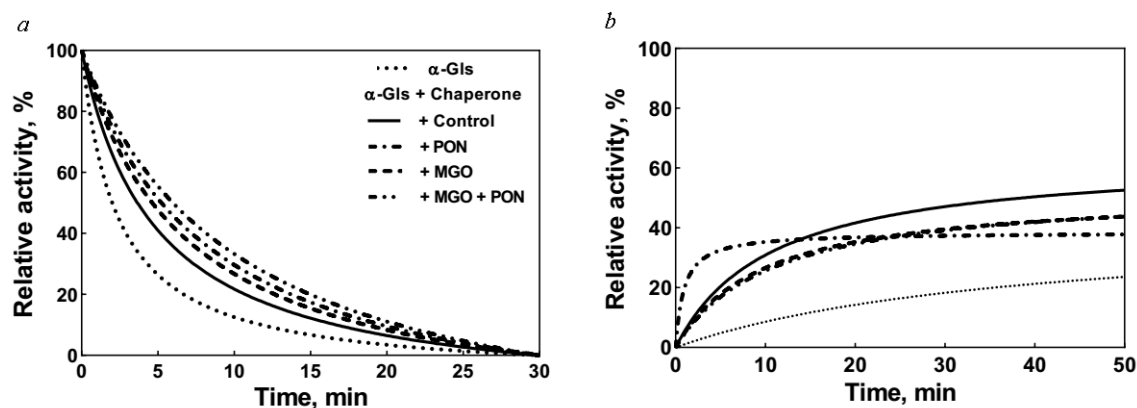 a
100
80
60
40
20
0
Relative activity, %
0 5 10 15 20 25 30
Time, min
α-Gls
α-Gls + Chaperone
+ Control
+ PON
+ MGO
+ MGO + PON
b
100
80
60
40
20
0
Relative activity, %
0 10 20 30 40 50
Time, min